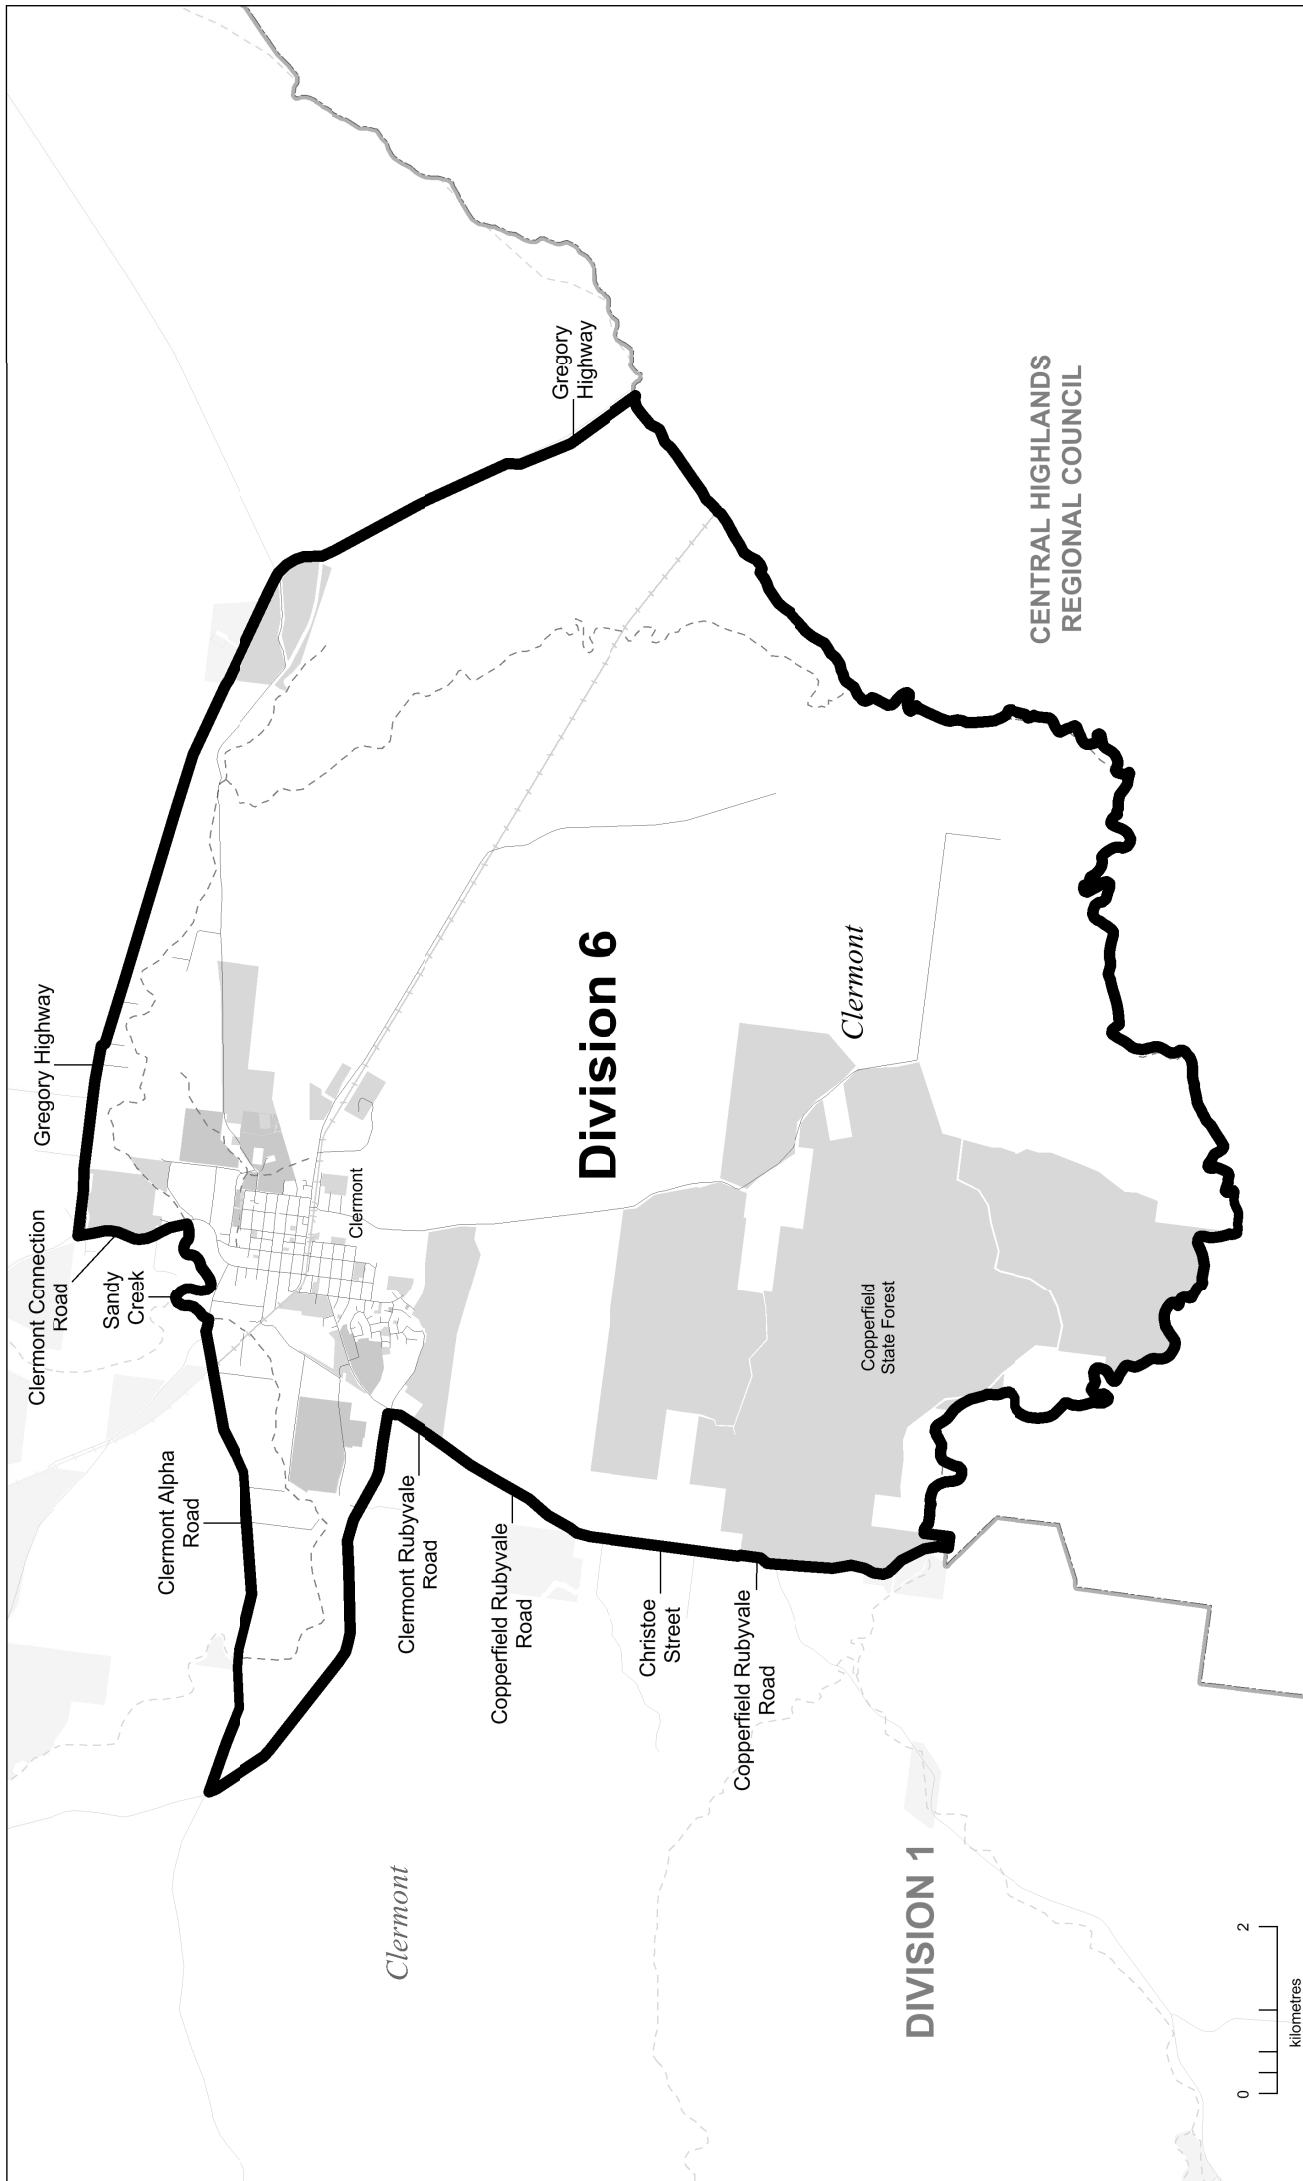 Clermont Connection
Road
Gregory Highway
Sandy
Creek
Clermont Alpha
Road
Gregory
Highway
Clermont
Clermont Rubyvale
Road
Division 6
Copperfield Rubyvale
Road
Christoe
Street
Copperfield Rubyvale
Road
Clermont
Clermont
Copperfield
State Forest
DIVISION 1
CENTRAL HIGHLANDS
REGIONAL COUNCIL
0
2
kilometres